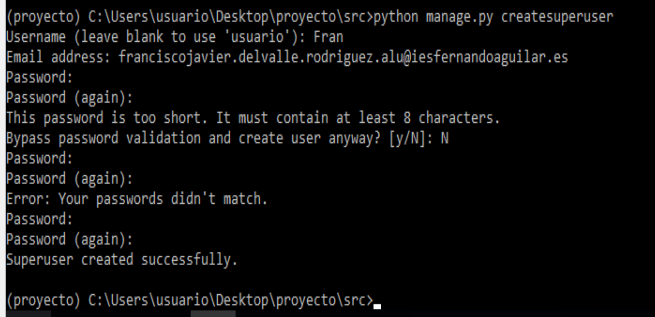 (proyecto) C:\Users\usuario\Desktop\proyecto\src>python manage.py createsuperuser
Username (leave blank to use 'usuario'): Fran
Email address: franciscojavier.delvalle.rodriguez.alu@iesfernandoaguilar.es
Password:
Password (again):
This password is too short. It must contain at least 8 characters.
Bypass password validation and create user anyway? [y/N]: N
Password:
Password (again):
Error: Your passwords didn't match.
Password:
Password (again):
Superuser created successfully.
(proyecto) C:\Users\usuario\Desktop\proyecto\src>